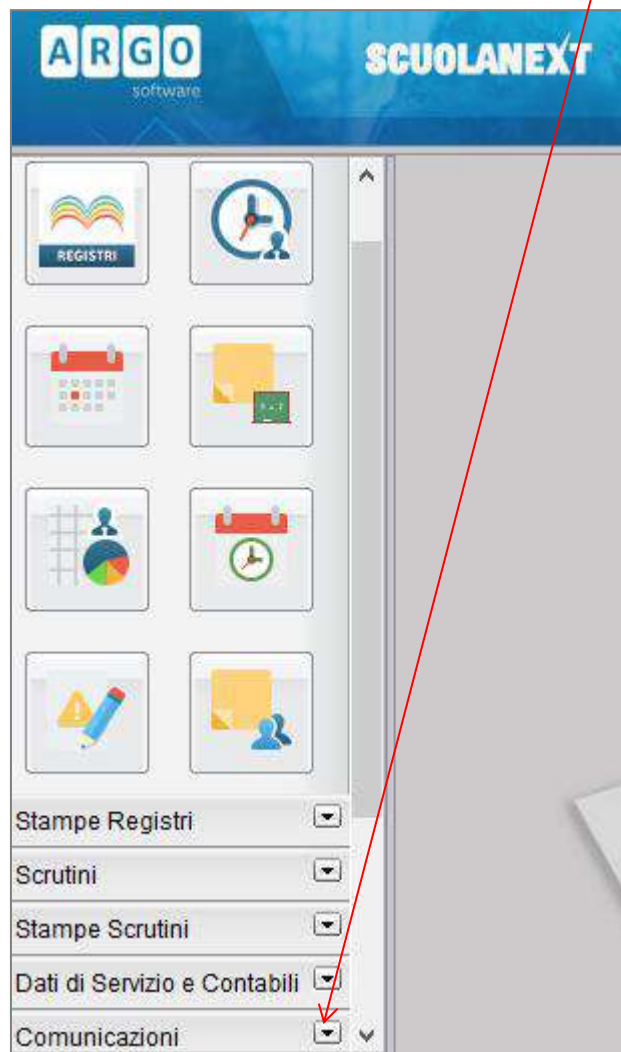 ARGO
software
SCUOLANEXT
REGISTRI
Stampe Registri
Scrutini
Stampe Scrutini
Dati di Servizio e Contabili
Comunicazioni